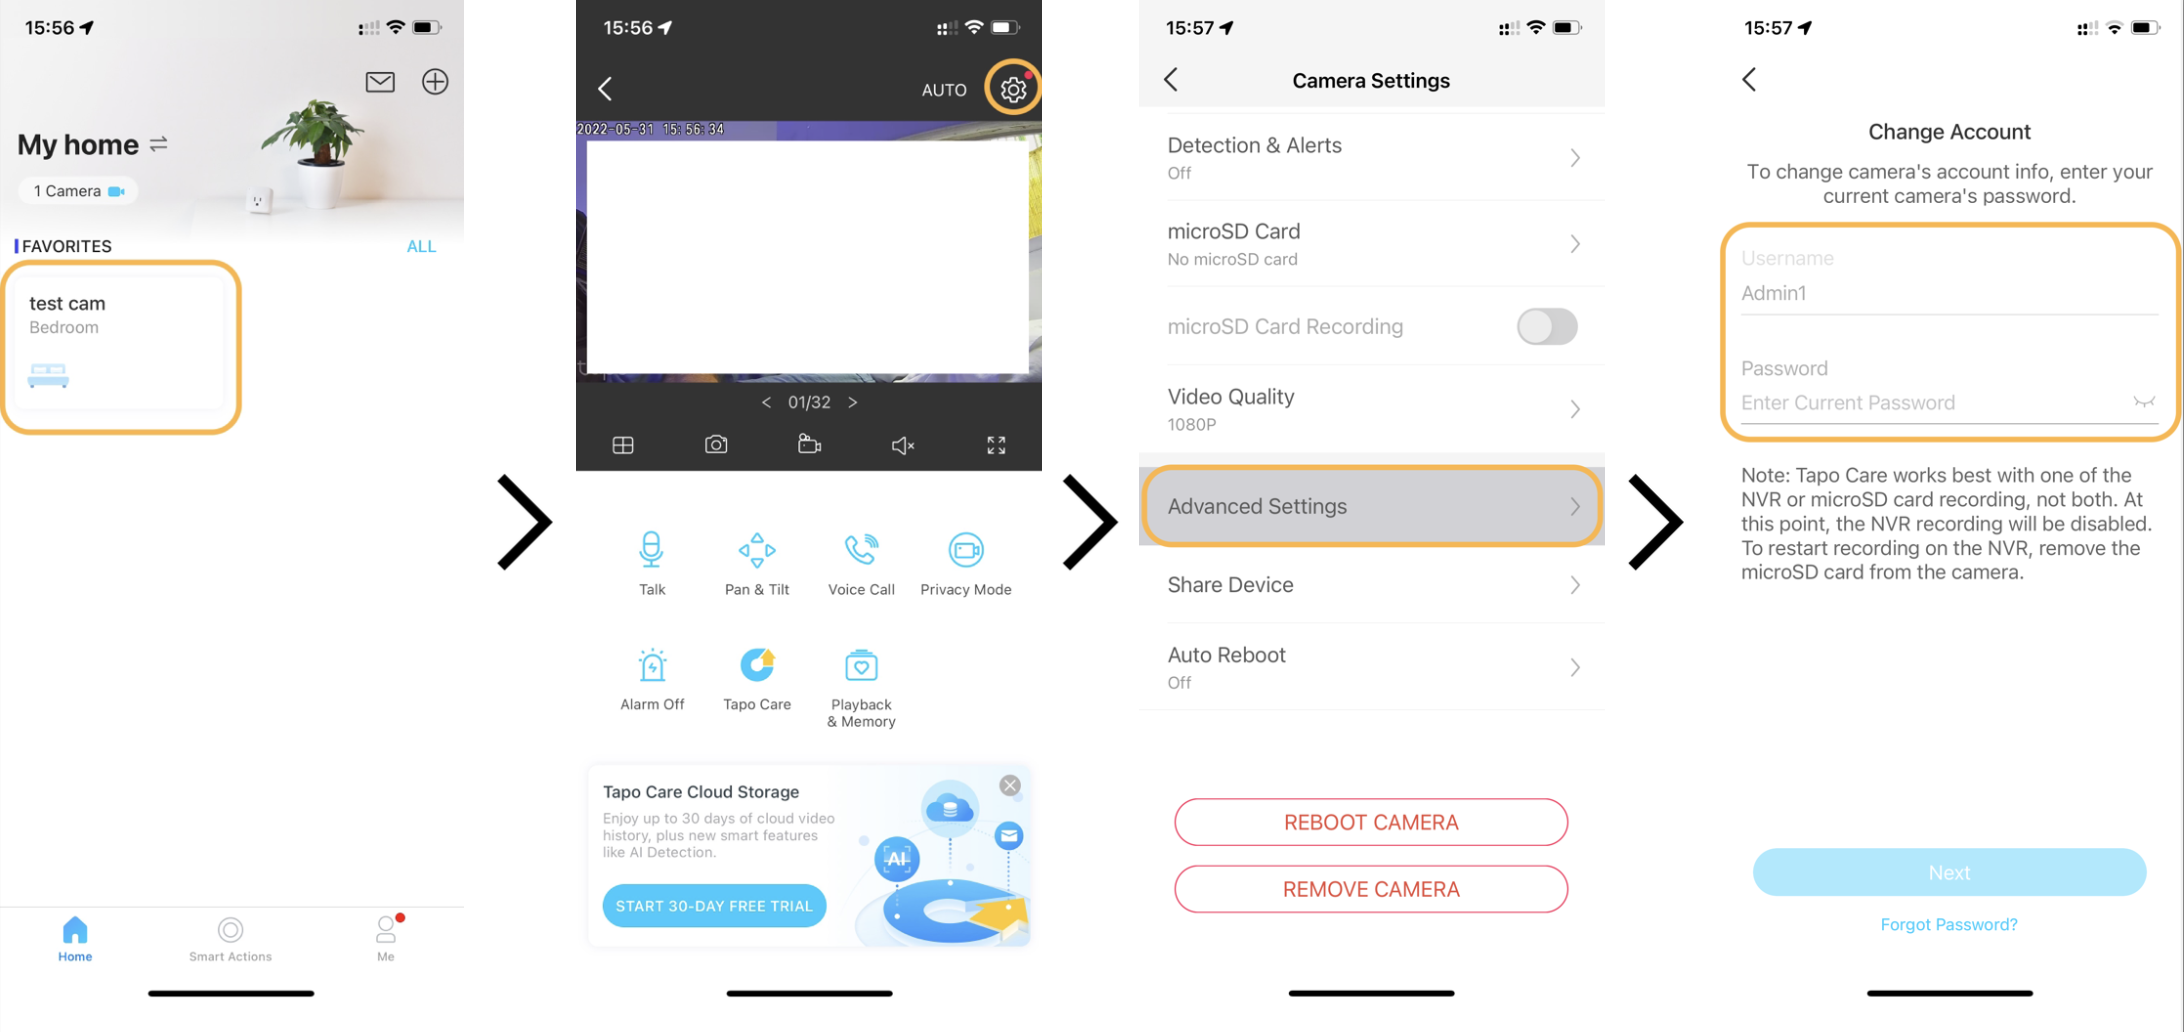 15:56
My home
1 Camera
FAVORITES
ALL
test cam
Bedroom
Home
Smart Actions
Me
15:56
AUTO
2022-05-31 15:56:34
< 01/32 >
Talk
Pan & Tilt
Voice Call
Privacy Mode
Alarm Off
Tapo Care
Playback
& Memory
Tapo Care Cloud Storage
Enjoy up to 30 days of cloud video
history, plus new smart features
like AI Detection.
AI
START 30-DAY FREE TRIAL
15:57
Camera Settings
Detection & Alerts
Off
microSD Card
No microSD card
microSD Card Recording
Video Quality
1080P
Advanced Settings
Share Device
Auto Reboot
Off
REBOOT CAMERA
REMOVE CAMERA
15:57
Change Account
To change camera's account info, enter your
current camera's password.
Username
Admin1
Password
Enter Current Password
Note: Tapo Care works best with one of the
NVR or microSD card recording, not both. At
this point, the NVR recording will be disabled.
To restart recording on the NVR, remove the
microSD card from the camera.
Next
Forgot Password?